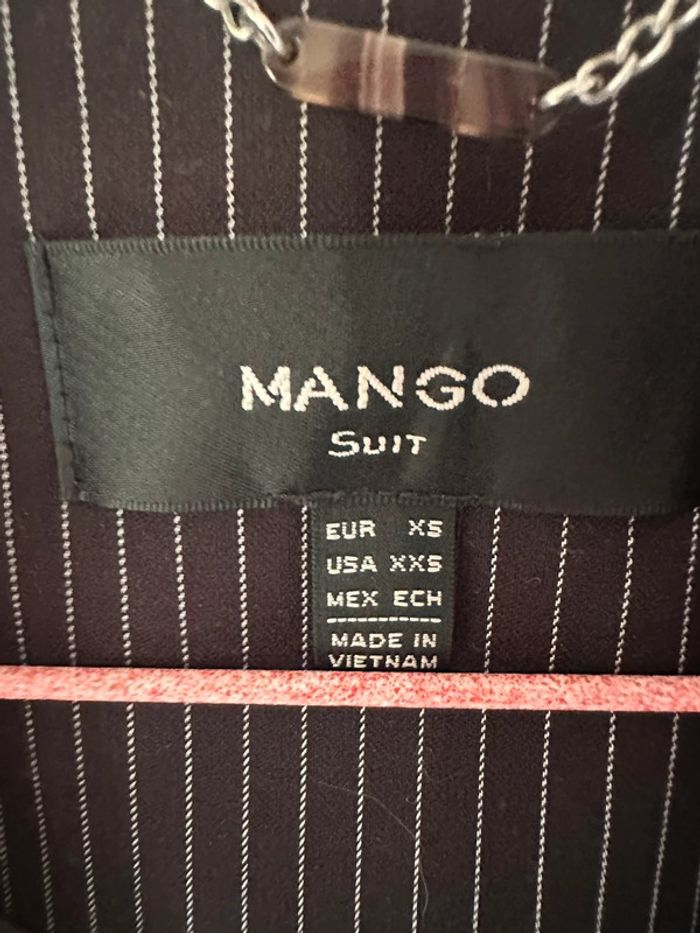 MANGO
SUIT
EUR XS
USA XXS
MEX ECH
MADE IN
VIETNAM